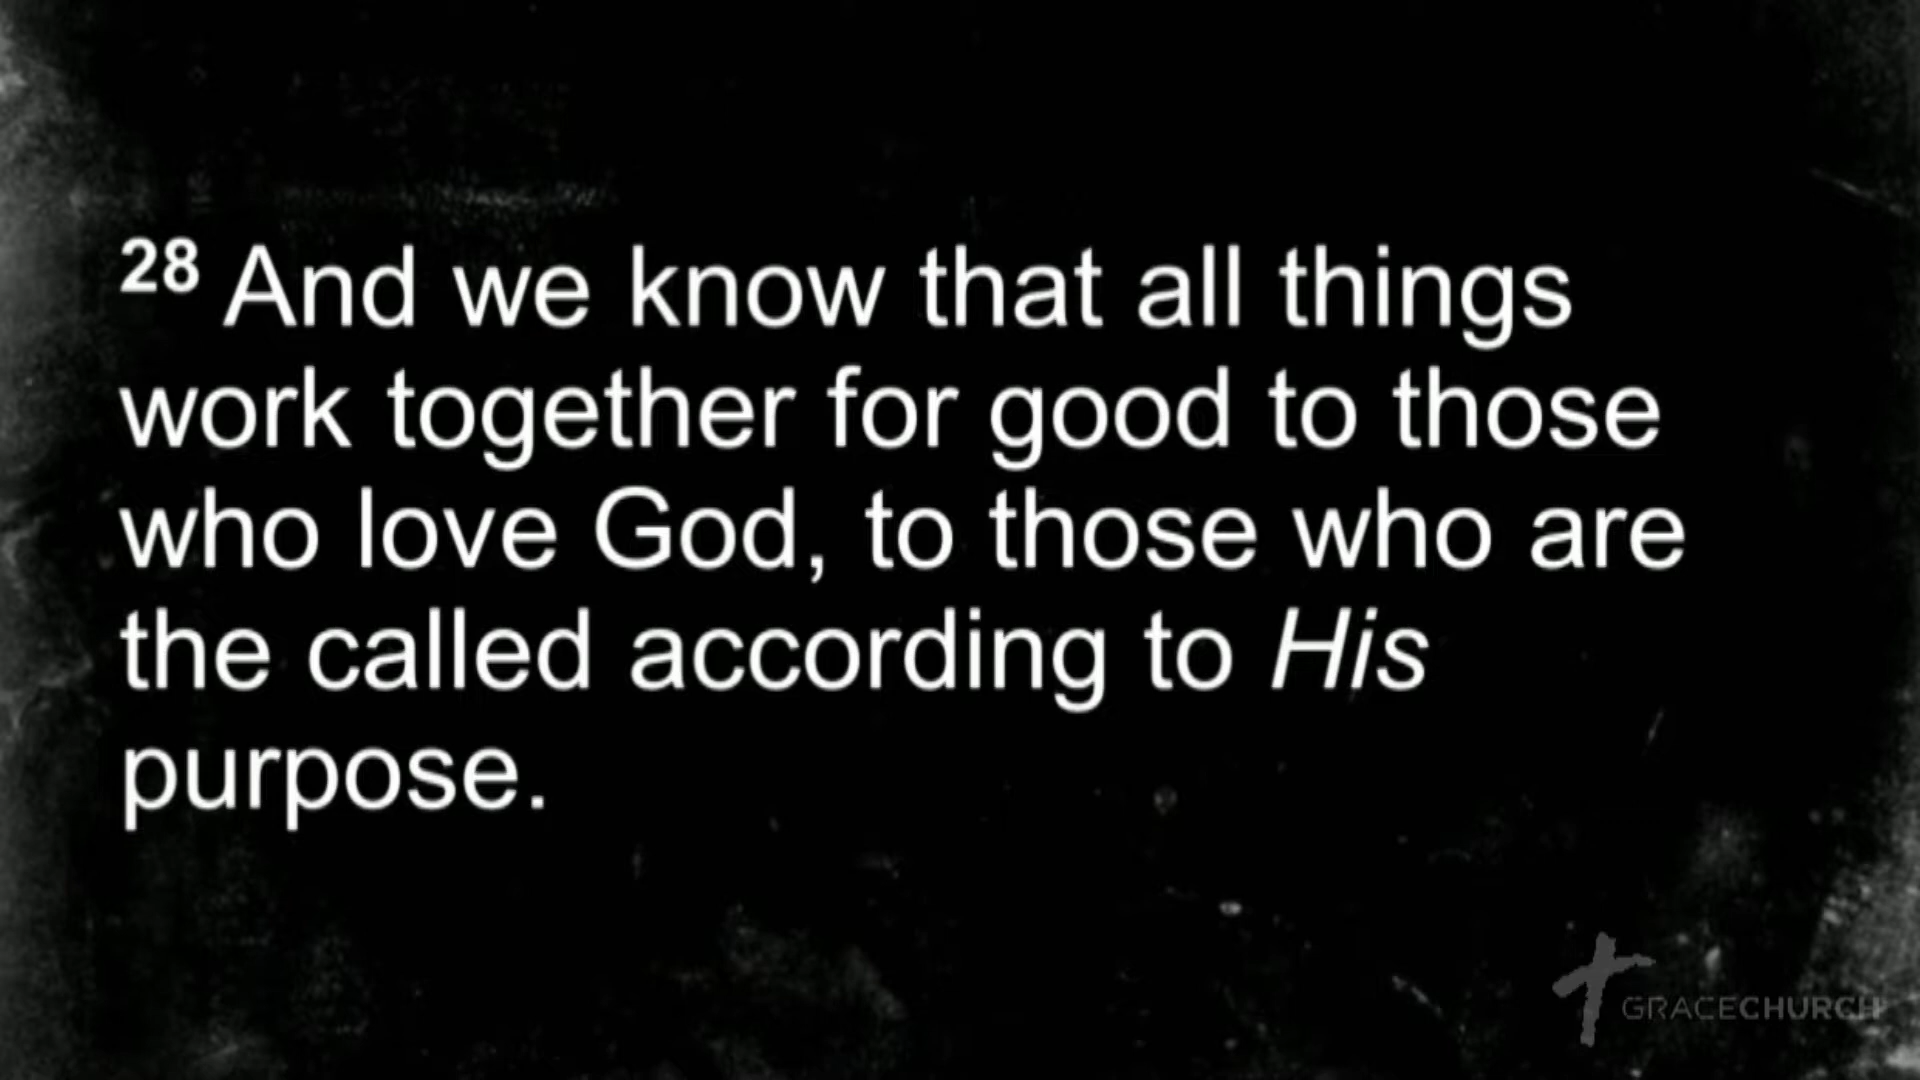 28 And we know that all things
work together for good to those
who love God, to those who are
the called according to His
purpose.
GRACECHURCH